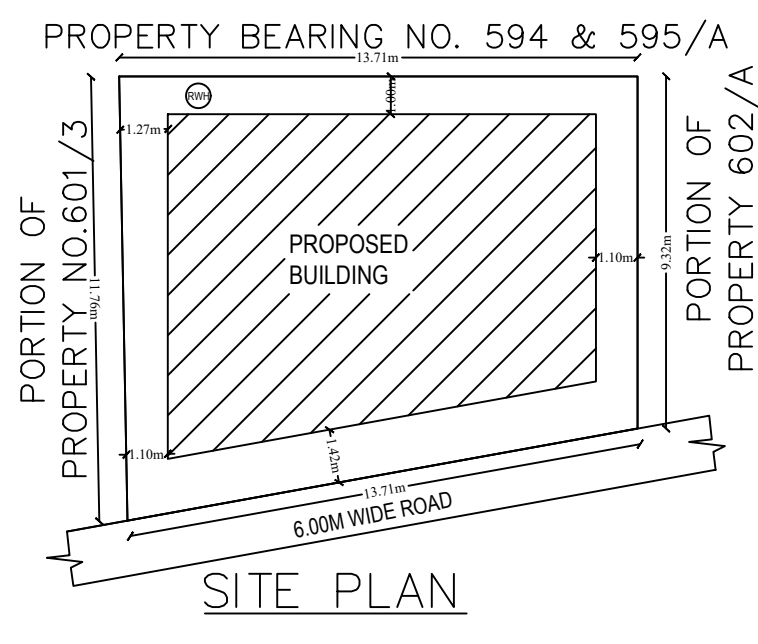 PROPERTY BEARING NO. 594 & 595/A
13.71m
RWH
1.00m
1.27m
PORTION OF
PROPERTY NO.601/3
11.76m
PROPOSED
BUILDING
1.10m
9.32m
PORTION OF
PROPERTY 602/A
1.10m
1.42m
13.71m
6.00M WIDE ROAD
SITE PLAN